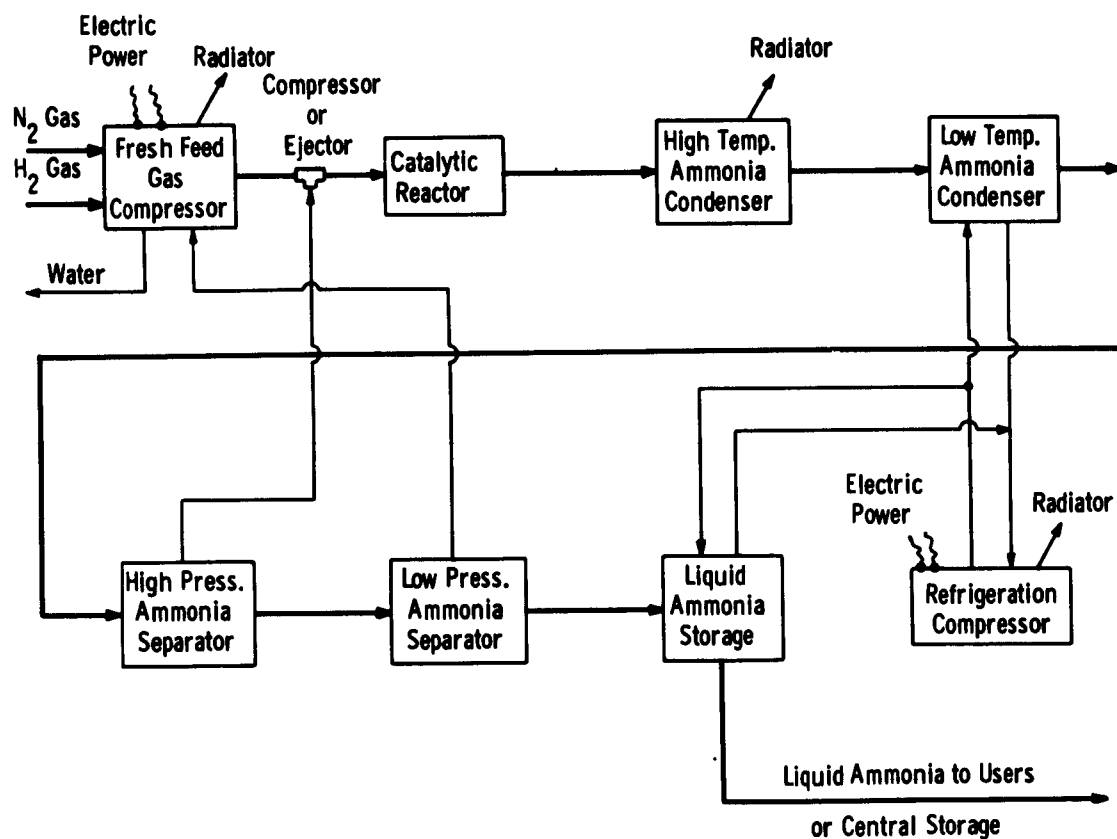 Electric
Power
Radiator
Compressor
or
Ejector
Radiator
N2 Gas
H2 Gas
Fresh Feed
Gas
Compressor
Catalytic
Reactor
High Temp.
Ammonia
Condenser
Low Temp.
Ammonia
Condenser
Water
Electric
Power
Radiator
High Press.
Ammonia
Separator
Low Press.
Ammonia
Separator
Liquid
Ammonia
Storage
Refrigeration
Compressor
Liquid Ammonia to Users
or Central Storage